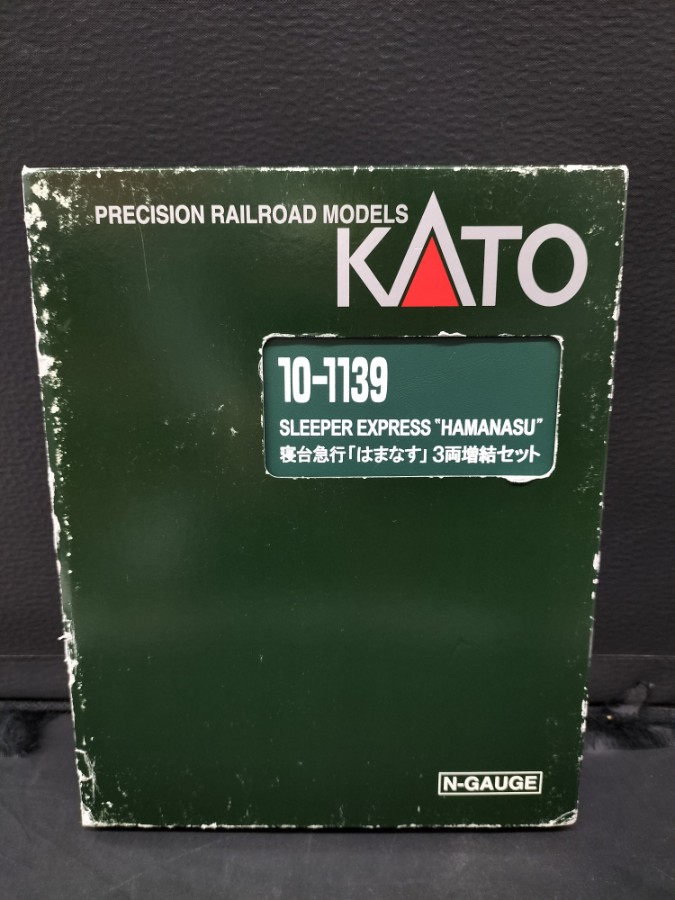 PRECISION RAILROAD MODELS
KATO
10-1139
SLEEPER EXPRESS "HAMANASU"
寝台急行「はまなす」3両増結セット
N-GAUGE